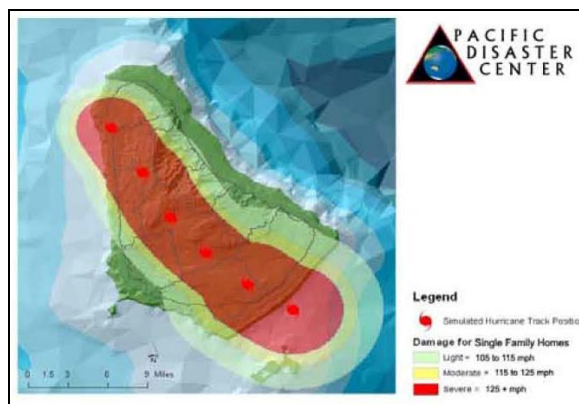 PACIFIC
DISASTER
CENTER
Legend
Simulated Hurricane Track Positio
Damage for Single Family Homes
Light = 105 to 115 mph
Moderate = 115 to 125 mph
Severe = 125 + mph
0 1.5 3 6 9 Miles